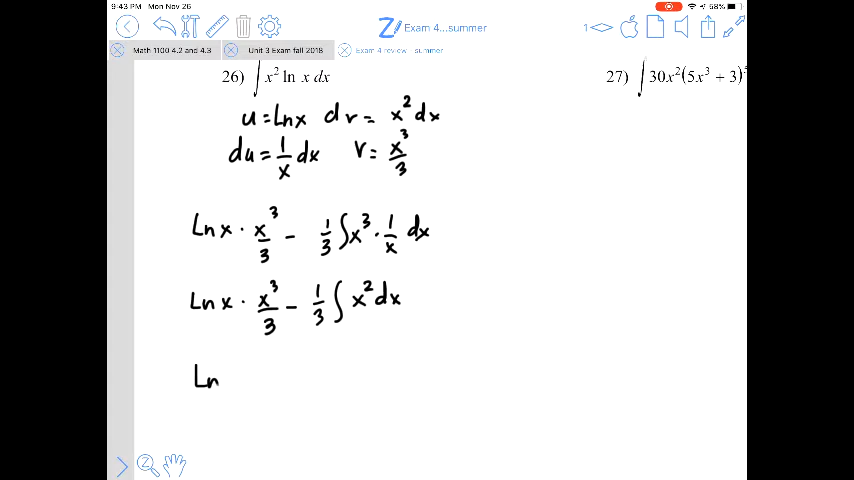 9:43 PM Mon Nov 26
58%
Exam 4...summer
1
Math 1100 4.2 and 4.3
Unit 3 Exam fall 2018
Exam 4 review - summer
26) ∫ x² ln x dx
27) ∫ 30x²(5x³ + 3)⁵
u = Ln x dv = x² dx
du = 1/x dx v = x³/3
Ln x · x³/3 - 1/3 ∫ x³ · 1/x dx
Ln x · x³/3 - 1/3 ∫ x² dx
Ln